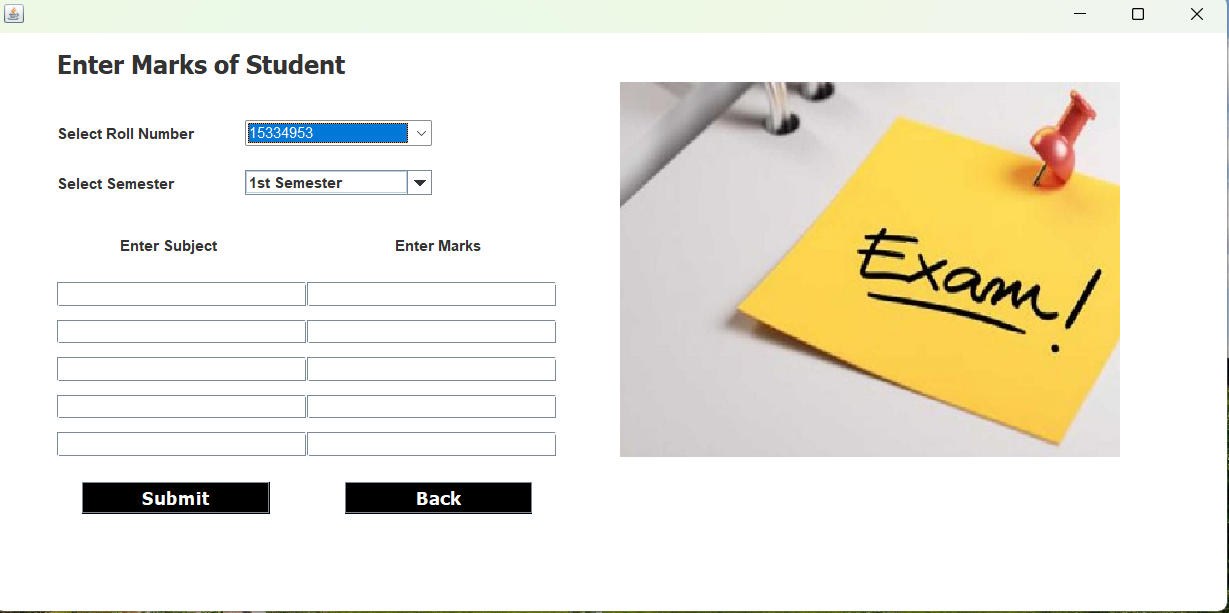 Enter Marks of Student
Select Roll Number 15334953
Select Semester 1st Semester
Enter Subject Enter Marks
Exam!
Submit Back